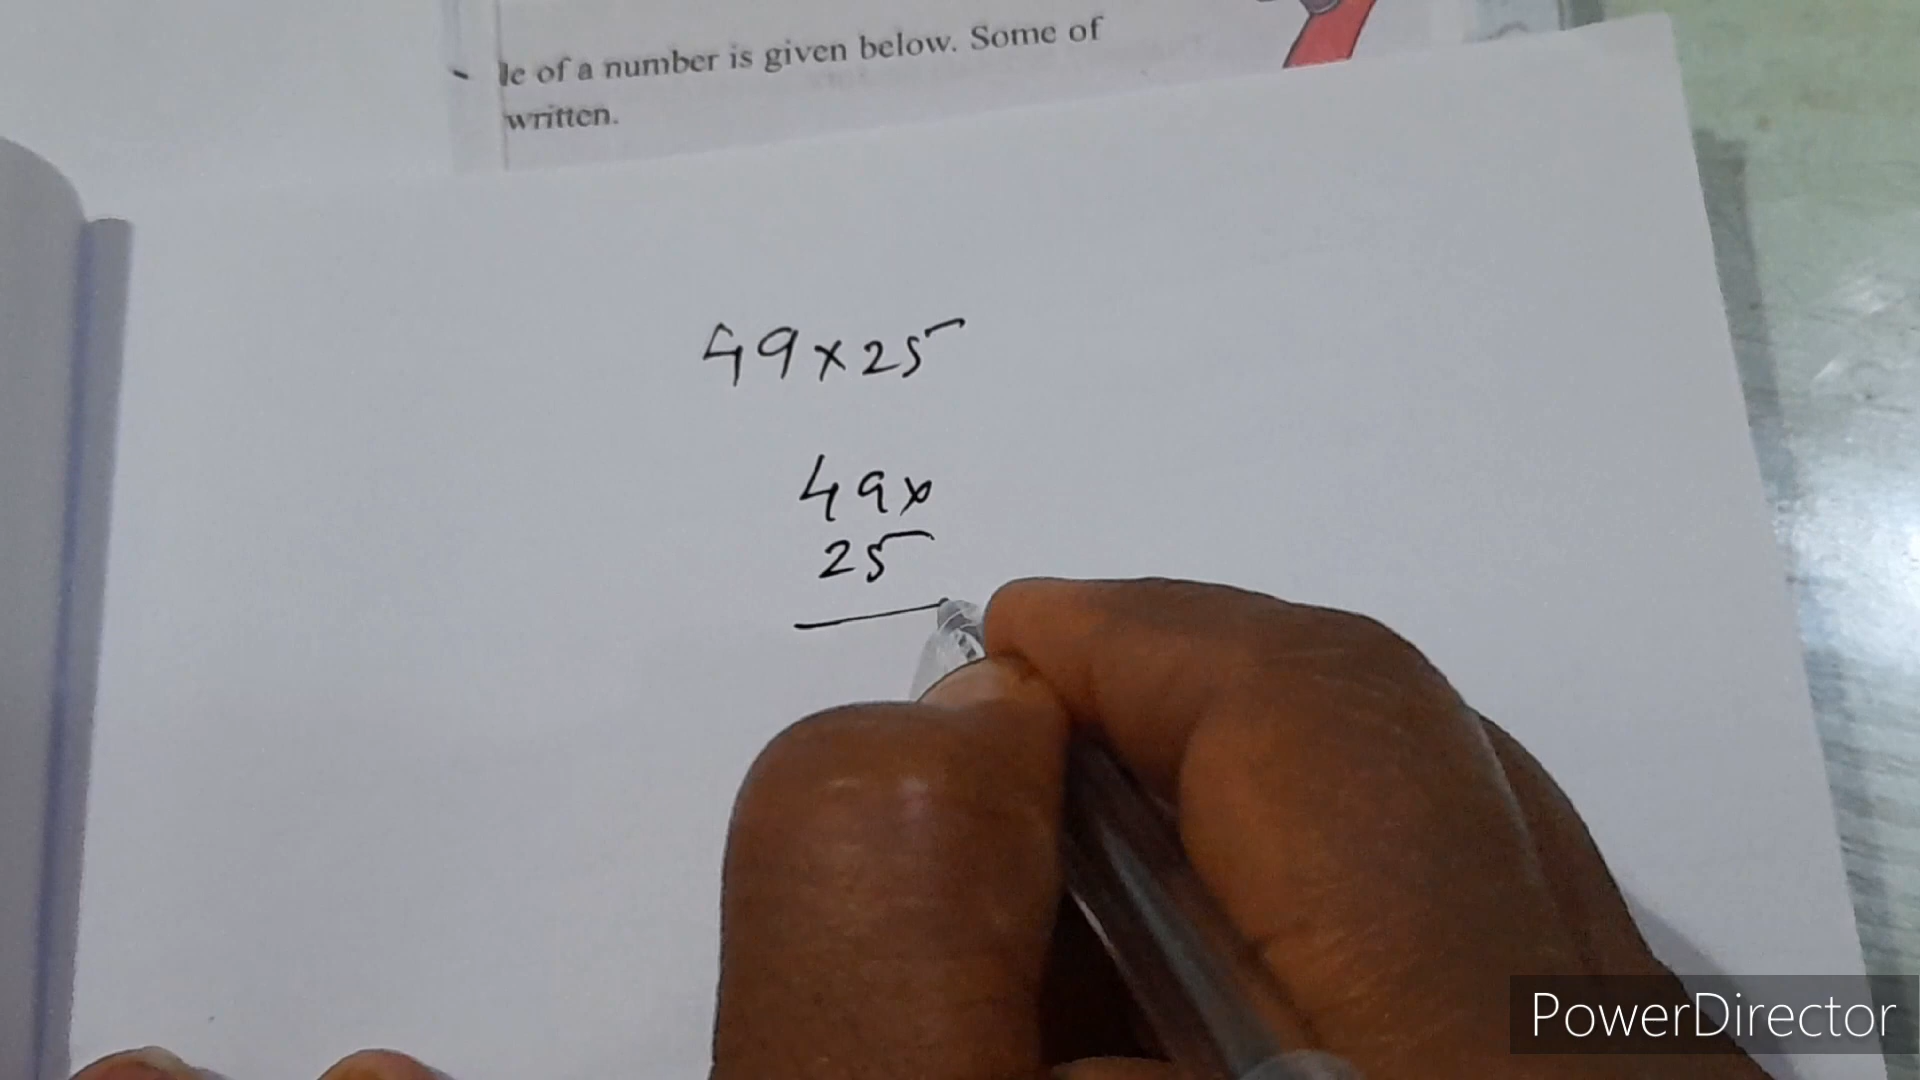 le of a number is given below. Some of
written.
49×25
49×
25
PowerDirector